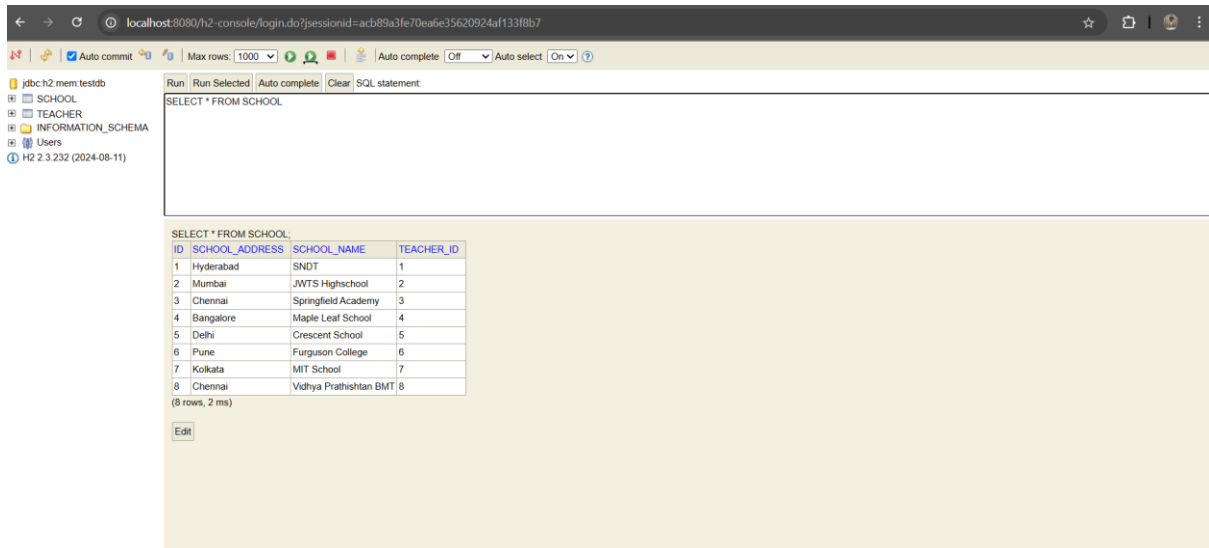 localhost:8080/h2-console/login.do?jsessionid=acb89a3fe70ea6e35620924af133f8b7
Auto commit Max rows: 1000 Auto complete Off Auto select On ?
jdbc:h2:mem:testdb
SCHOOL
TEACHER
INFORMATION_SCHEMA
Users
H2 2.3.232 (2024-08-11)
Run Run Selected Auto complete Clear SQL statement:
SELECT * FROM SCHOOL
SELECT * FROM SCHOOL;
ID SCHOOL_ADDRESS SCHOOL_NAME TEACHER_ID
1 Hyderabad SNDT 1
2 Mumbai JWTS Highschool 2
3 Chennai Springfield Academy 3
4 Bangalore Maple Leaf School 4
5 Delhi Crescent School 5
6 Pune Furguson College 6
7 Kolkata MIT School 7
8 Chennai Vidhya Prathishtan BMT 8
(8 rows, 2 ms)
Edit